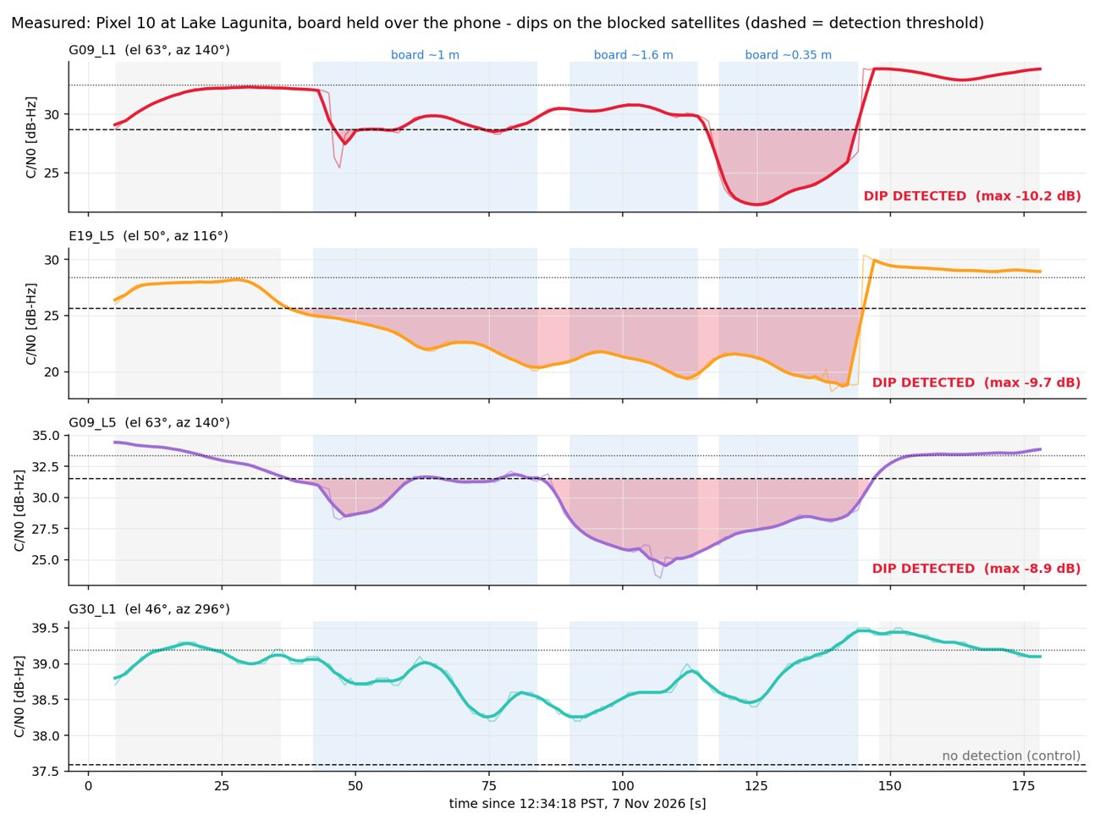 Measured: Pixel 10 at Lake Lagunita, board held over the phone - dips on the blocked satellites (dashed = detection threshold)
G09_L1  (el 63°, az 140°)
board ~1 m
board ~1.6 m
board ~0.35 m
C/N0 [dB-Hz]
30
25
DIP DETECTED  (max -10.2 dB)
E19_L5  (el 50°, az 116°)
C/N0 [dB-Hz]
30
25
20
DIP DETECTED  (max -9.7 dB)
G09_L5  (el 63°, az 140°)
C/N0 [dB-Hz]
35.0
32.5
30.0
27.5
25.0
DIP DETECTED  (max -8.9 dB)
G30_L1  (el 46°, az 296°)
C/N0 [dB-Hz]
39.5
39.0
38.5
38.0
37.5
no detection (control)
0 25 50 75 100 125 150 175
time since 12:34:18 PST, 7 Nov 2026 [s]